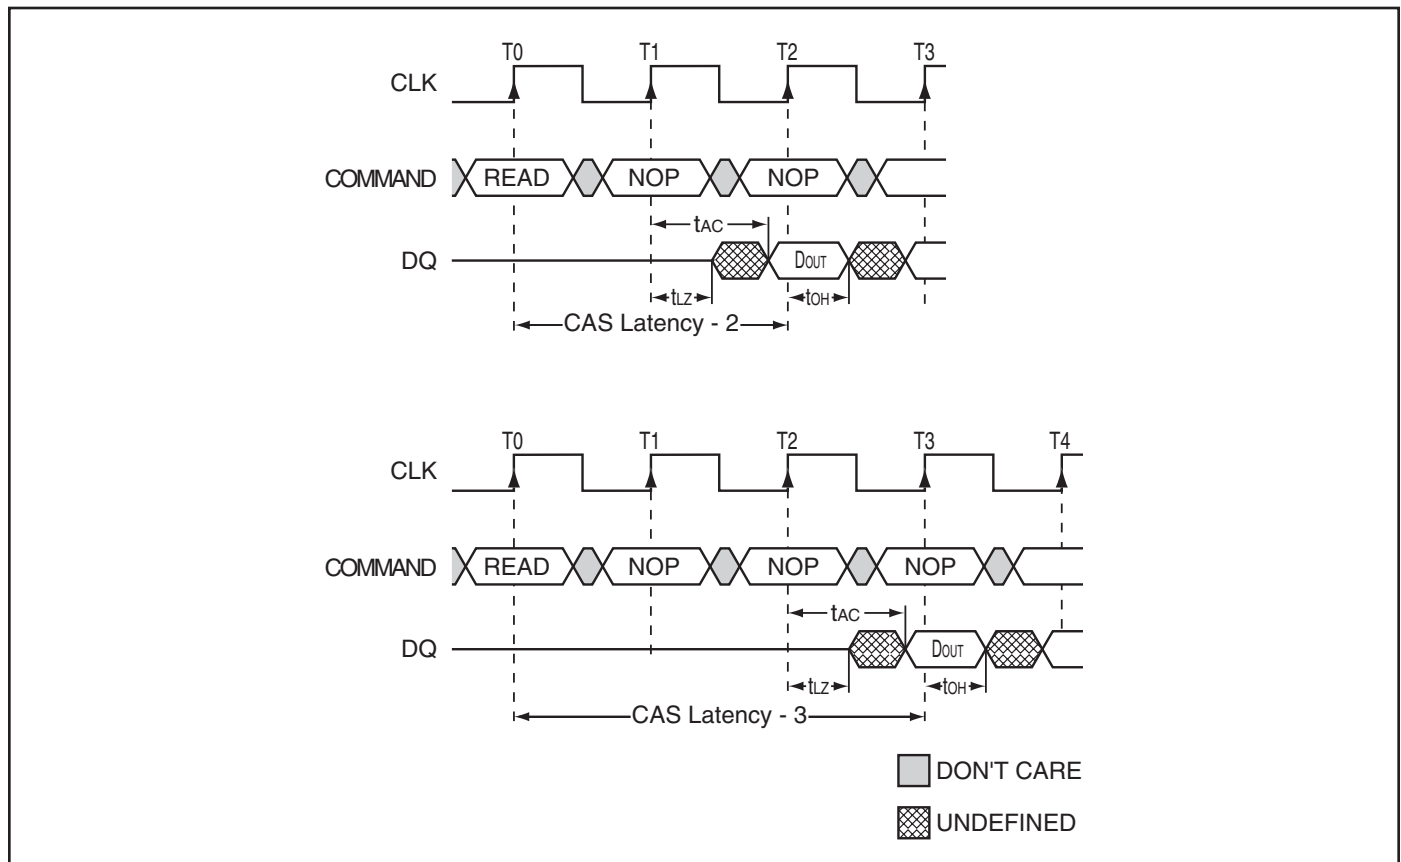 T0 T1 T2 T3
CLK
COMMAND READ NOP NOP
tAC
DQ DOUT
tLZ tOH
CAS Latency - 2
T0 T1 T2 T3 T4
CLK
COMMAND READ NOP NOP NOP
tAC
DQ DOUT
tLZ tOH
CAS Latency - 3
DON'T CARE
UNDEFINED